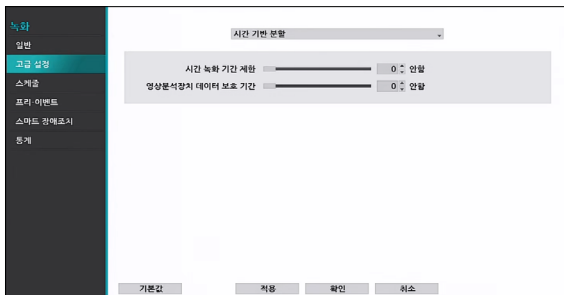 녹화
일반
고급 설정
스케줄
프리-이벤트
스마트 장애조치
통계
시간 기반 분할
시간 녹화 기간 제한 0 안함
영상분석장치 데이터 보호 기간 0 안함
기본값 적용 확인 취소